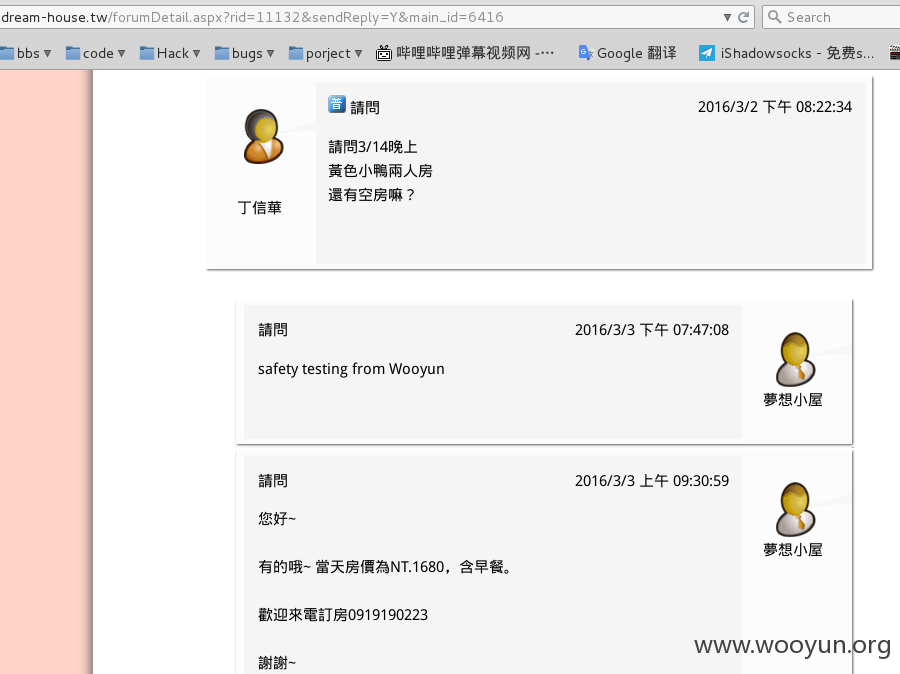 dream-house.tw/forumDetail.aspx?rid=11132&sendReply=Y&main_id=6416
Search
bbs code Hack bugs porject 哔哩哔哩弹幕视频网 -··· Google 翻译 iShadowsocks - 免费s...
普 請問 2016/3/2 下午 08:22:34
請問3/14晚上
黃色小鴨兩人房
還有空房嘛？
丁信華
請問 2016/3/3 下午 07:47:08
safety testing from Wooyun
夢想小屋
請問 2016/3/3 上午 09:30:59
您好~
夢想小屋
有的哦~ 當天房價為NT.1680，含早餐。
歡迎來電訂房0919190223
謝謝~
www.wooyun.org